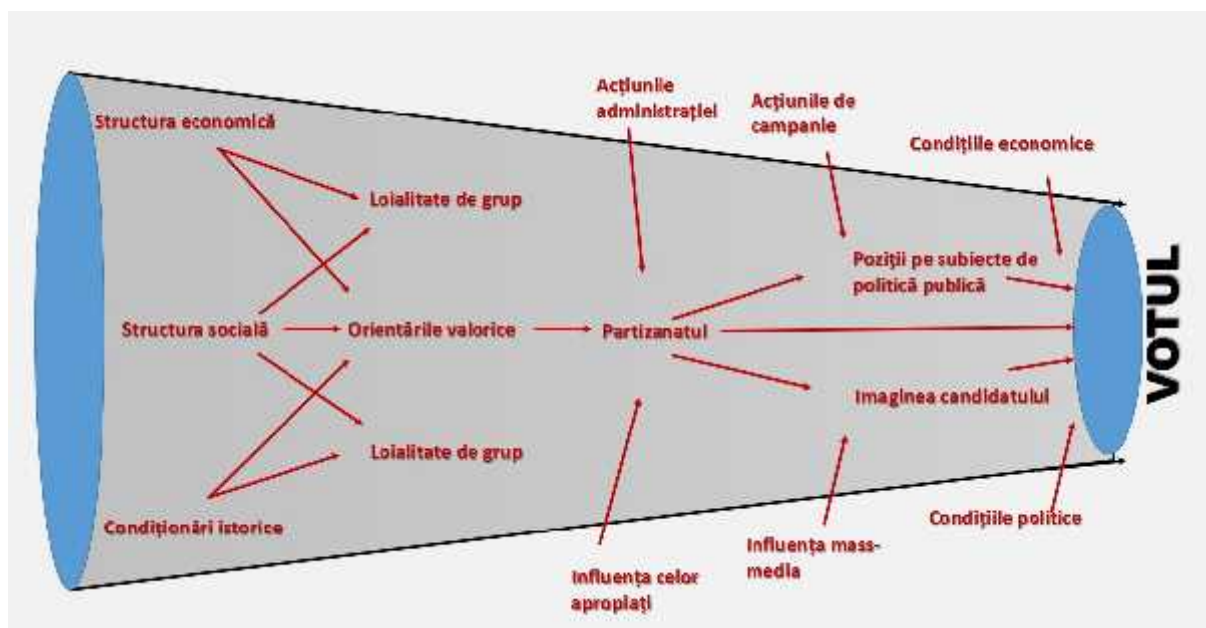 Structura economică
Loialitate de grup
Structura socială
Orientările valorice
Loialitate de grup
Condiționări istorice
Acțiunile
administrației
Partizanatul
Influența celor
apropiați
Acțiunile de
campanie
Poziții pe subiecte de
politică publică
Imaginea candidatului
Influența mass-
media
Condițiile economice
Condițiile politice
VOTUL